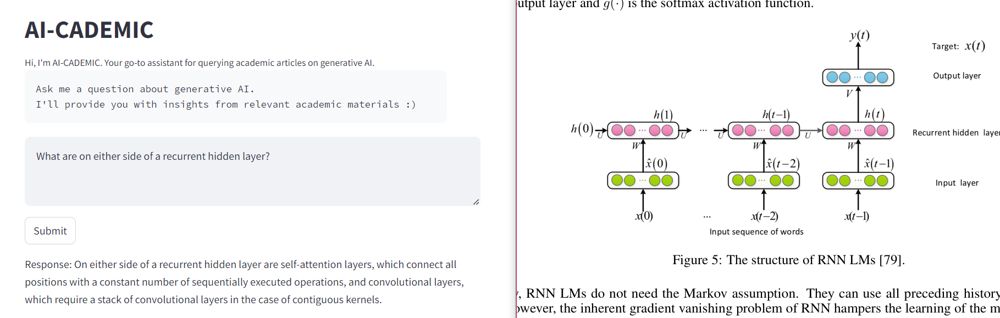 AI-CADEMIC
Hi, I'm AI-CADEMIC. Your go-to assistant for querying academic articles on generative AI.
Ask me a question about generative AI.
I'll provide you with insights from relevant academic materials :)
What are on either side of a recurrent hidden layer?
Submit
Response: On either side of a recurrent hidden layer are self-attention layers, which connect all
positions with a constant number of sequentially executed operations, and convolutional layers,
which require a stack of convolutional layers in the case of contiguous kernels.
utput layer and g(·) is the softmax activation function.
y(t)
Target: x(t)
Output layer
V
h(1)
h(t−1)
h(t)
h(0) U ... U ... U ... U
Recurrent hidden laye
W W W
x̂(0) x̂(t−2) x̂(t−1)
Input layer
x(0) ... x(t−2) x(t−1)
Input sequence of words
Figure 5: The structure of RNN LMs [79].
, RNN LMs do not need the Markov assumption. They can use all preceding history
owever, the inherent gradient vanishing problem of RNN hampers the learning of the m